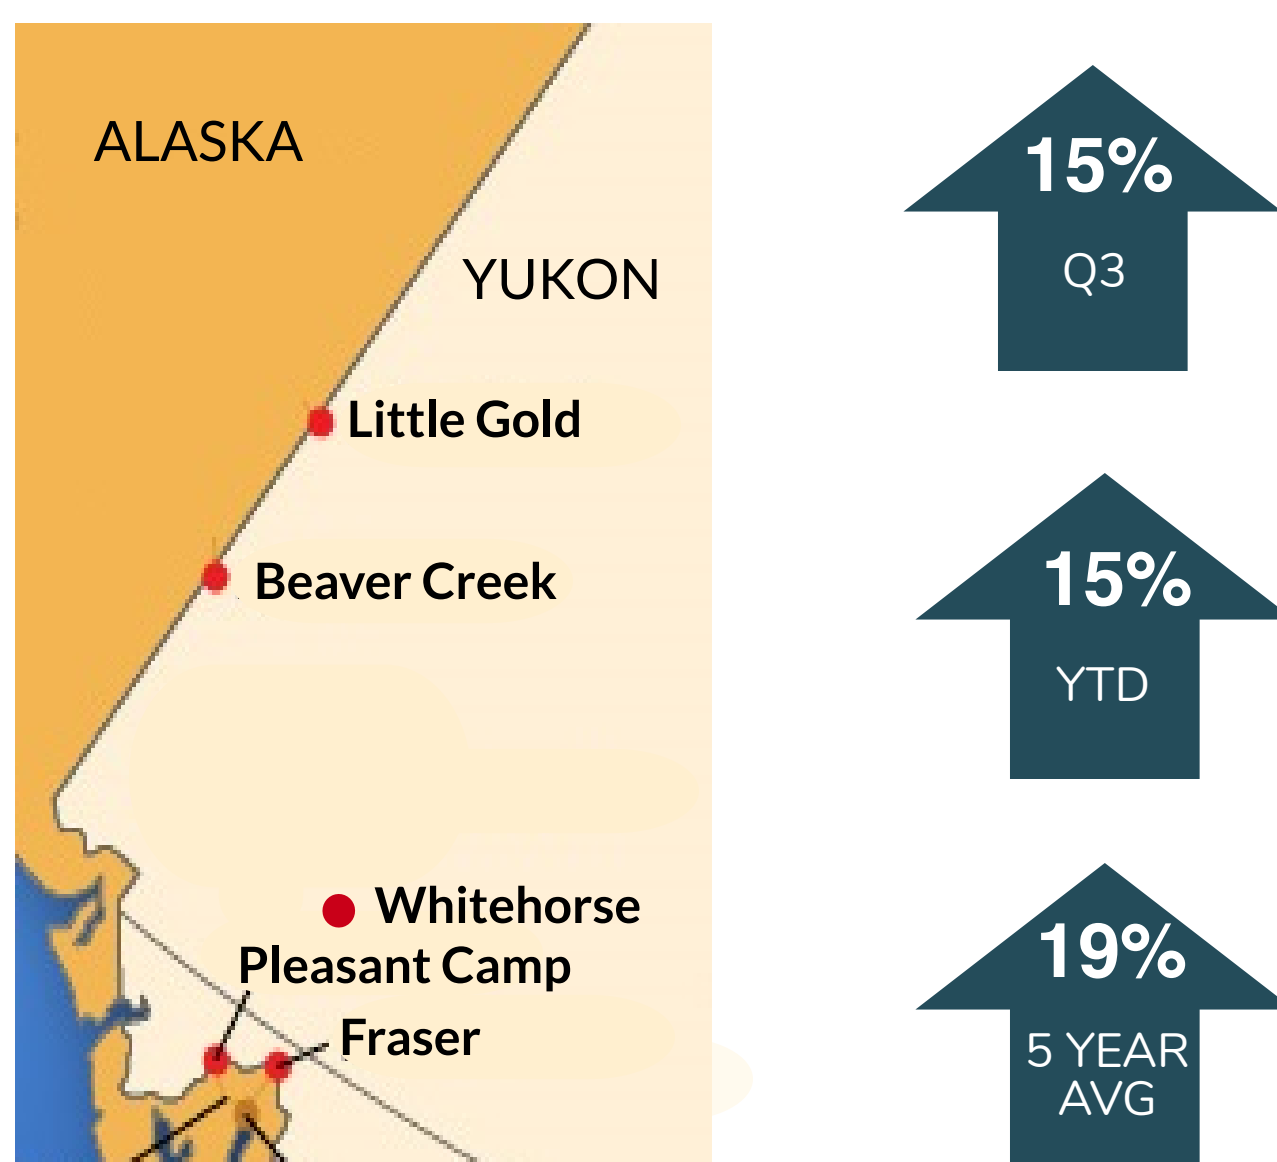 ALASKA
YUKON
Little Gold
Beaver Creek
Whitehorse
Pleasant Camp
Fraser
15%
Q3
15%
YTD
19%
5 YEAR
AVG